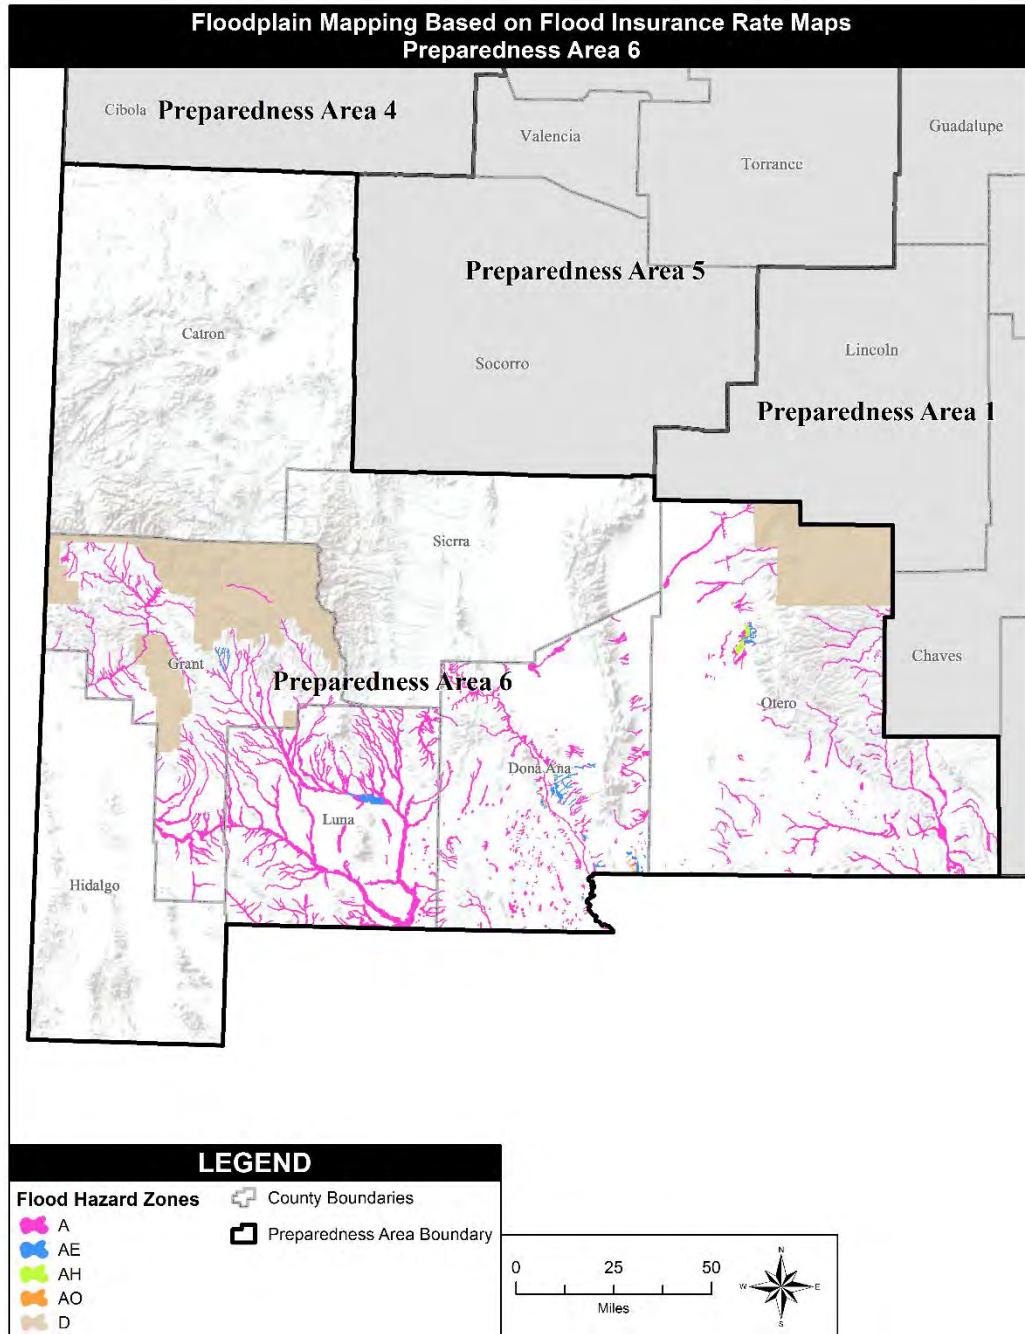 Floodplain Mapping Based on Flood Insurance Rate Maps
Preparedness Area 6
Cibola
Preparedness Area 4
Valencia
Guadalupe
Torrance
Preparedness Area 5
Catron
Socorro
Lincoln
Preparedness Area 1
Sierra
Grant
Preparedness Area 6
Chaves
Otero
Dona Ana
Luna
Hidalgo
LEGEND
Flood Hazard Zones
A
AE
AH
AO
D
County Boundaries
Preparedness Area Boundary
0 25 50
Miles
N
W E
S